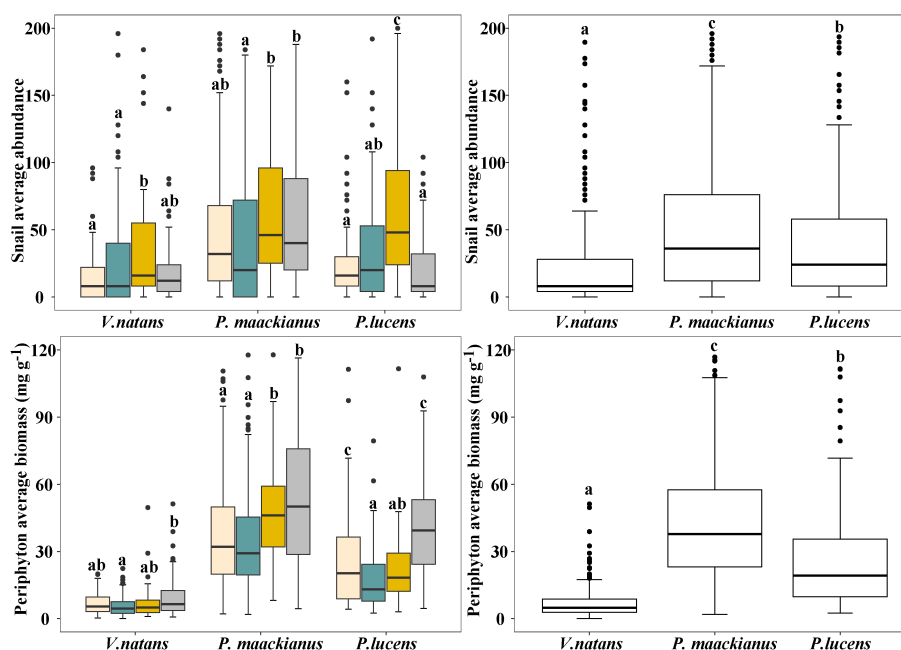 Snail average abundance
200
150
100
50
0
a
a
b
ab
ab
a
b
b
a
ab
c
a
V.natans
P. maackianus
P.lucens
Snail average abundance
200
150
100
50
0
a
c
b
V.natans
P. maackianus
P.lucens
Periphyton average biomass (mg g-1)
120
90
60
30
0
ab
a
ab
b
a
a
b
b
c
a
ab
c
V.natans
P. maackianus
P.lucens
Periphyton average biomass (mg g-1)
120
90
60
30
0
a
c
b
V.natans
P. maackianus
P.lucens